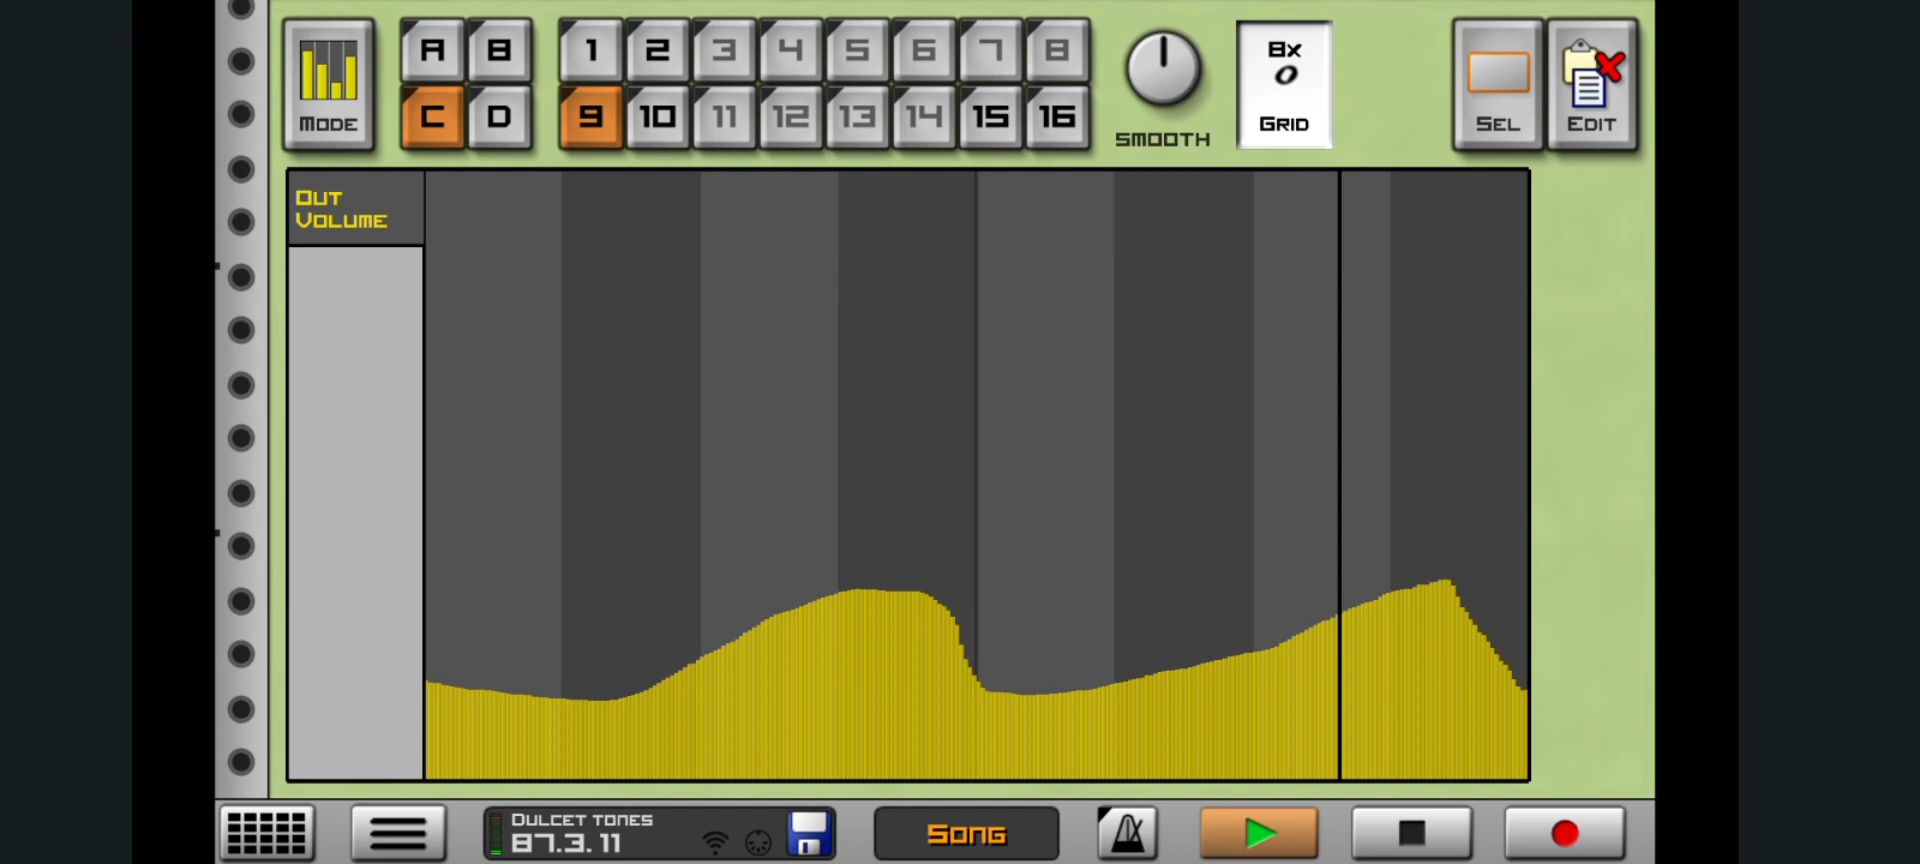 MODE
A B
C D
1 2 3 4 5 6 7 8
9 10 11 12 13 14 15 16
SMOOTH
8x
0
GRID
SEL
EDIT
OUT
VOLUME
DULCET TONES
87.3.11
SONG